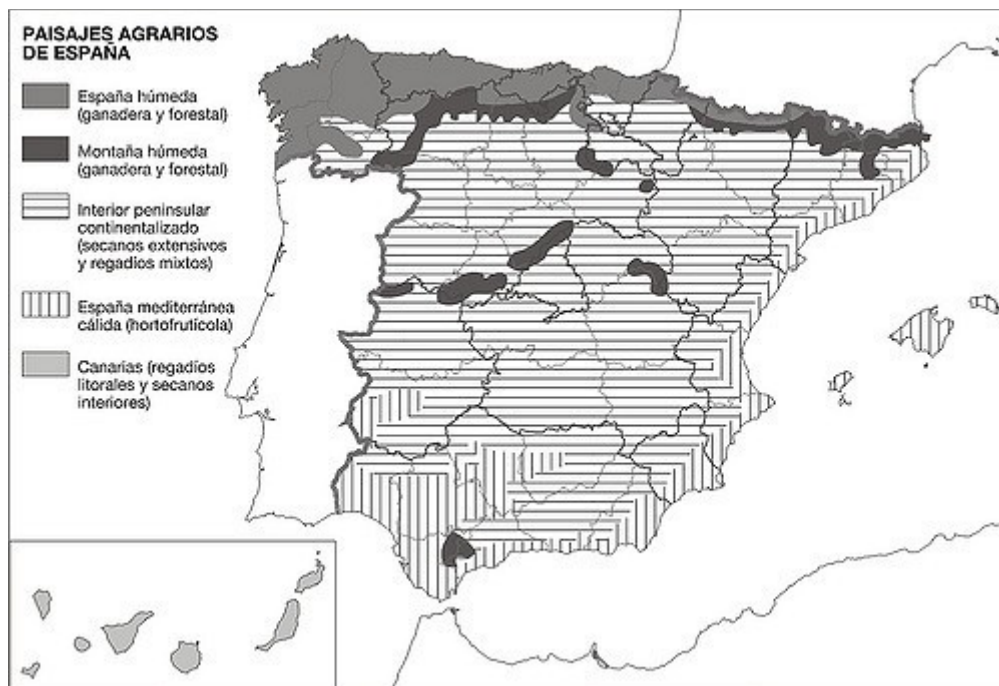 PAISAJES AGRARIOS
DE ESPAÑA
España húmeda
(ganadera y forestal)
Montaña húmeda
(ganadera y forestal)
Interior peninsular
continentalizado
(secanos extensivos
y regadíos mixtos)
España mediterránea
cálida (hortofrutícola)
Canarias (regadíos
litorales y secanos
interiores)